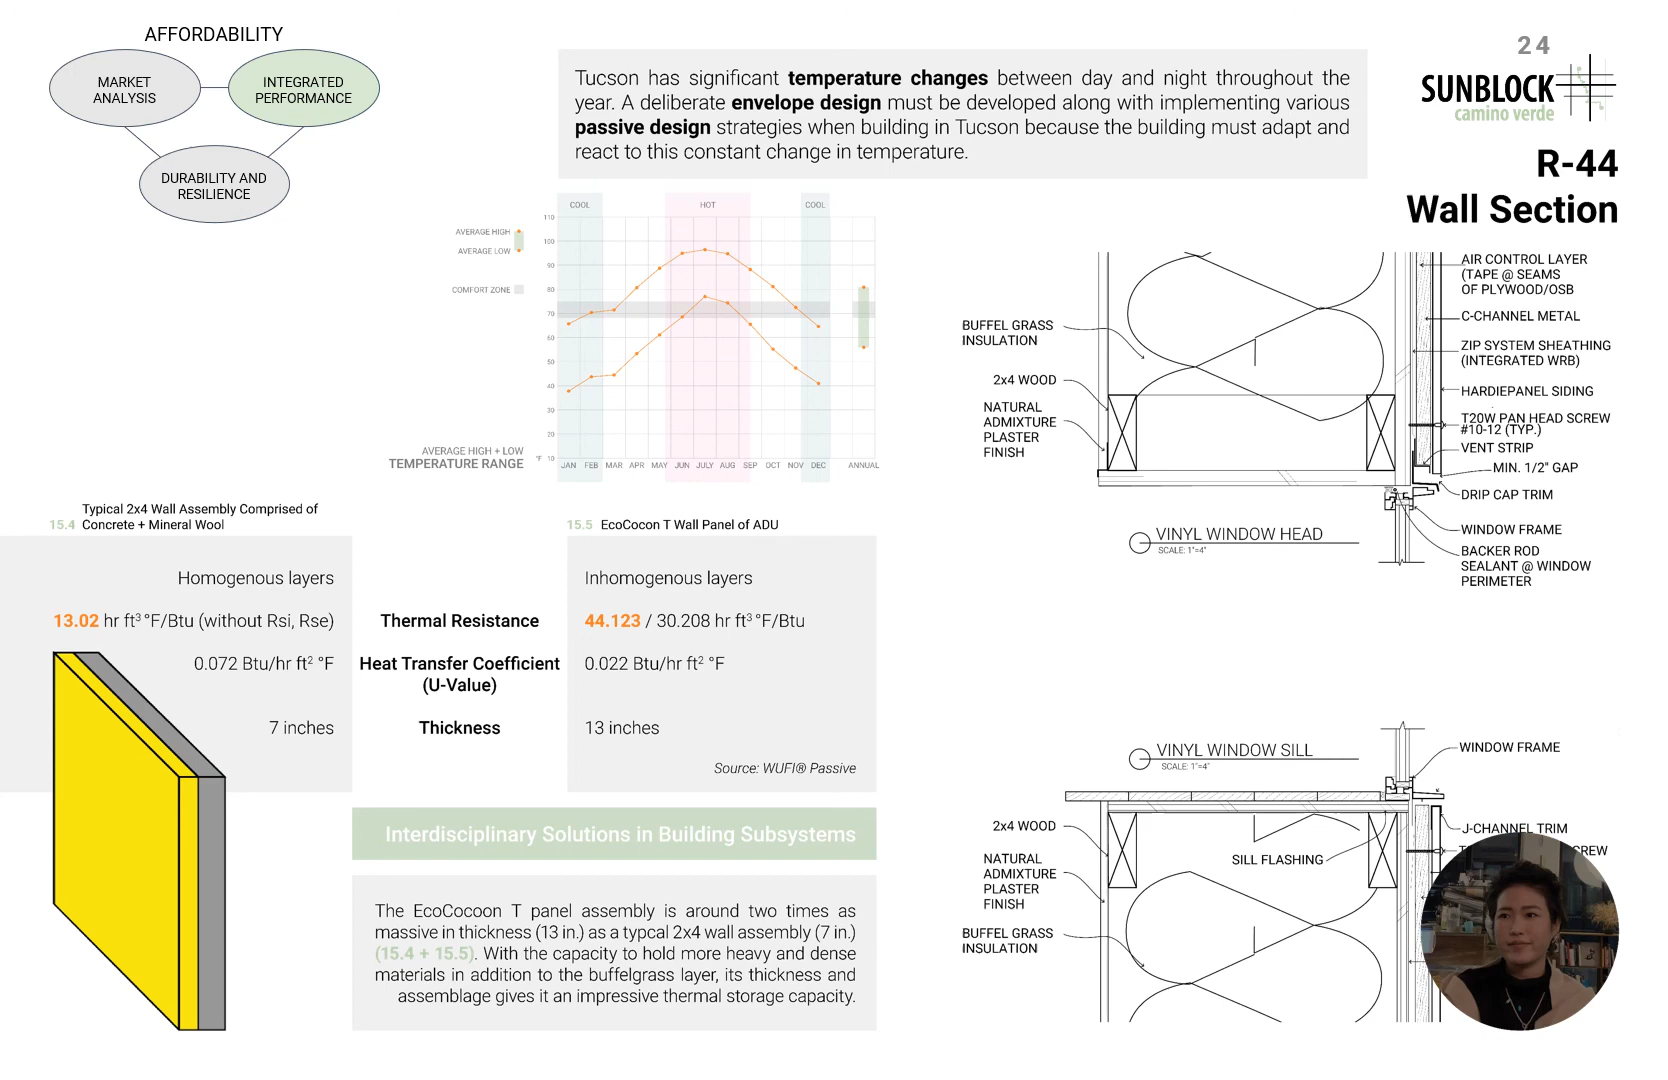 AFFORDABILITY
MARKET
ANALYSIS
INTEGRATED
PERFORMANCE
DURABILITY AND
RESILIENCE
Tucson has significant temperature changes between day and night throughout the
year. A deliberate envelope design must be developed along with implementing various
passive design strategies when building in Tucson because the building must adapt and
react to this constant change in temperature.
24
SUNBLOCK
camino verde
R-44
Wall Section
COOL
HOT
COOL
AVERAGE HIGH
AVERAGE LOW
COMFORT ZONE
110
100
90
80
70
60
50
40
30
20
°F 10
JAN FEB MAR APR MAY JUN JULY AUG SEP OCT NOV DEC ANNUAL
AVERAGE HIGH + LOW
TEMPERATURE RANGE
15.4 Typical 2x4 Wall Assembly Comprised of
Concrete + Mineral Wool
15.5 EcoCocon T Wall Panel of ADU
Homogenous layers
Inhomogenous layers
13.02 hr ft³ °F/Btu (without Rsi, Rse)
Thermal Resistance
44.123 / 30.208 hr ft³ °F/Btu
0.072 Btu/hr ft² °F
Heat Transfer Coefficient
(U-Value)
0.022 Btu/hr ft² °F
7 inches
Thickness
13 inches
Source: WUFI® Passive
Interdisciplinary Solutions in Building Subsystems
The EcoCocoon T panel assembly is around two times as
massive in thickness (13 in.) as a typcal 2x4 wall assembly (7 in.)
(15.4 + 15.5). With the capacity to hold more heavy and dense
materials in addition to the buffelgrass layer, its thickness and
assemblage gives it an impressive thermal storage capacity.
BUFFEL GRASS
INSULATION
2x4 WOOD
NATURAL
ADMIXTURE
PLASTER
FINISH
AIR CONTROL LAYER
(TAPE @ SEAMS
OF PLYWOOD/OSB
C-CHANNEL METAL
ZIP SYSTEM SHEATHING
(INTEGRATED WRB)
HARDIEPANEL SIDING
T20W PAN HEAD SCREW
#10-12 (TYP.)
VENT STRIP
MIN. 1/2" GAP
DRIP CAP TRIM
WINDOW FRAME
BACKER ROD
SEALANT @ WINDOW
PERIMETER
VINYL WINDOW HEAD
SCALE: 1"=4"
VINYL WINDOW SILL
SCALE: 1"=4"
WINDOW FRAME
2x4 WOOD
NATURAL
ADMIXTURE
PLASTER
FINISH
SILL FLASHING
J-CHANNEL TRIM
BUFFEL GRASS
INSULATION